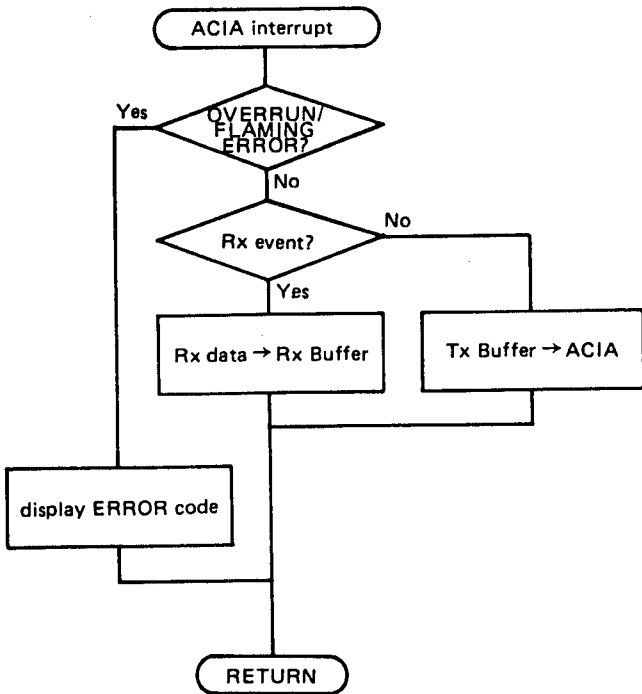 ACIA interrupt
Yes
OVERRUN/
FLAMING
ERROR?
No
Rx event?
No
Yes
Rx data → Rx Buffer
Tx Buffer → ACIA
display ERROR code
RETURN